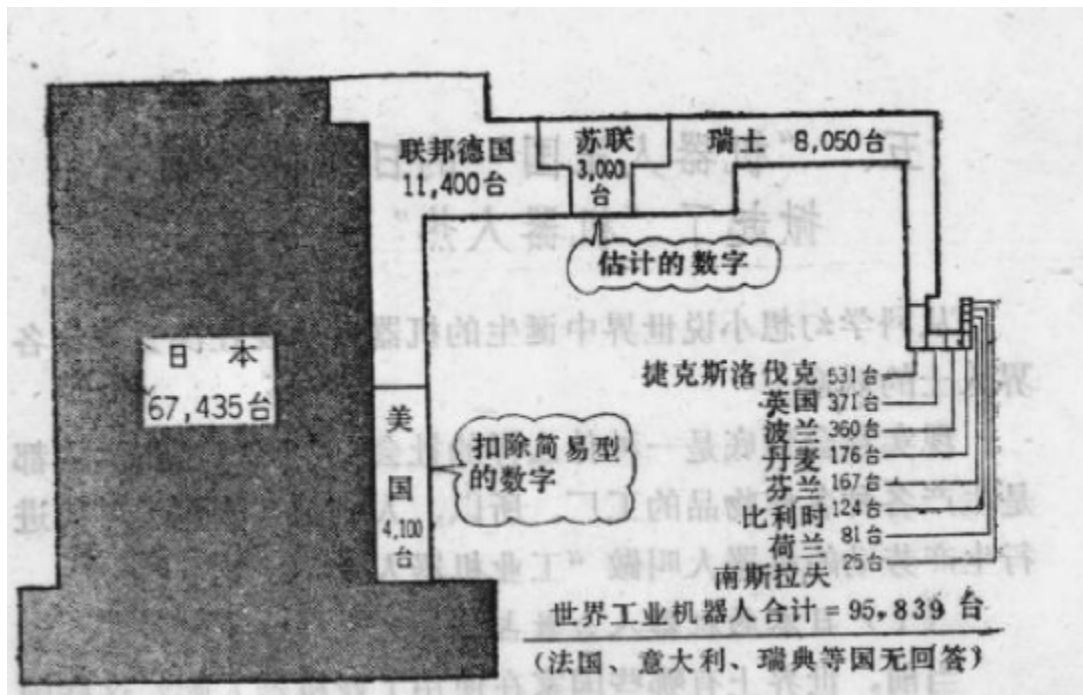 联邦德国
11,400台
苏联
3,000
台
瑞士 8,050台
估计的数字
日 本
67,435台
美
国
4,100
台
扣除简易型
的数字
捷克斯洛伐克 531台
英国 371台
波兰 360台
丹麦 176台
芬兰 167台
比利时 124台
荷兰 81台
南斯拉夫 25台
世界工业机器人合计=95,839 台
(法国、意大利、瑞典等国无回答)